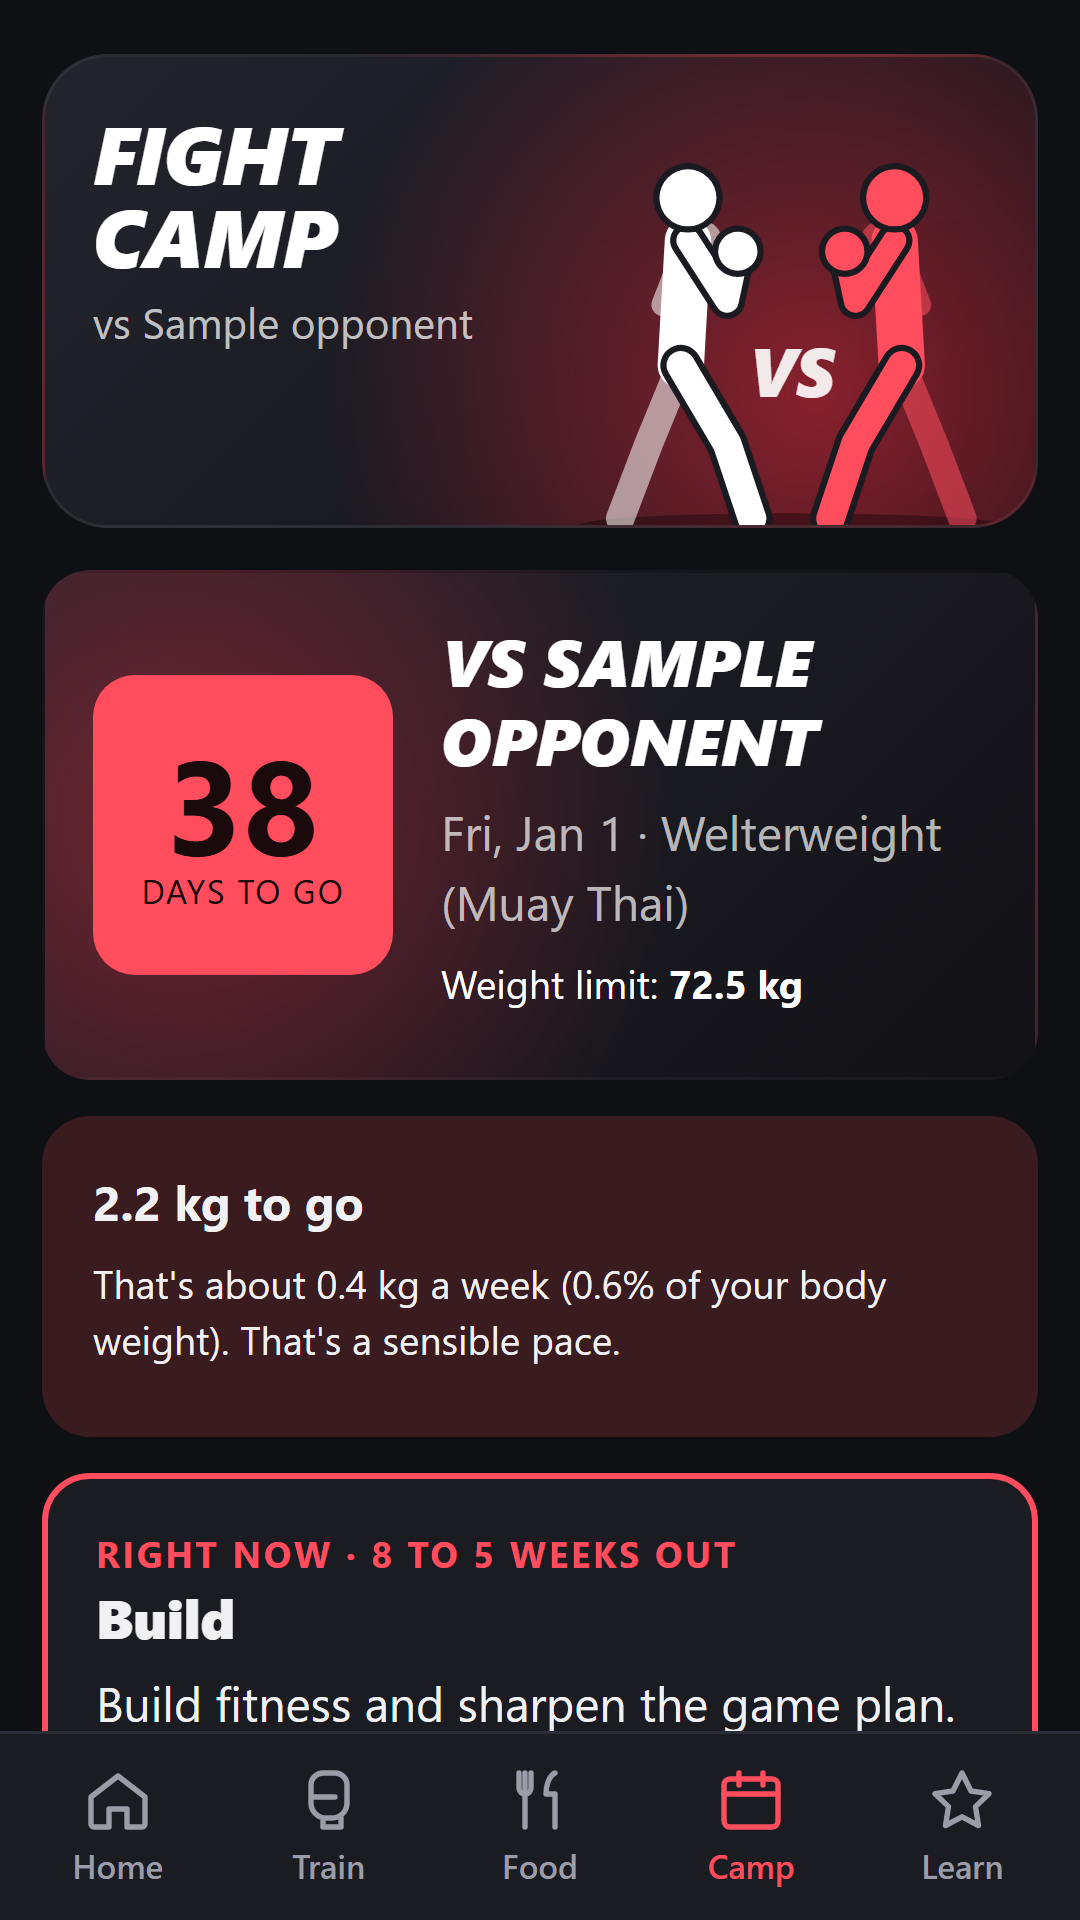 FIGHT
CAMP
vs Sample opponent
VS
VS SAMPLE
OPPONENT
38
DAYS TO GO
Fri, Jan 1 · Welterweight
(Muay Thai)
Weight limit: 72.5 kg
2.2 kg to go
That's about 0.4 kg a week (0.6% of your body
weight). That's a sensible pace.
RIGHT NOW · 8 TO 5 WEEKS OUT
Build
Build fitness and sharpen the game plan.
Home
Train
Food
Camp
Learn